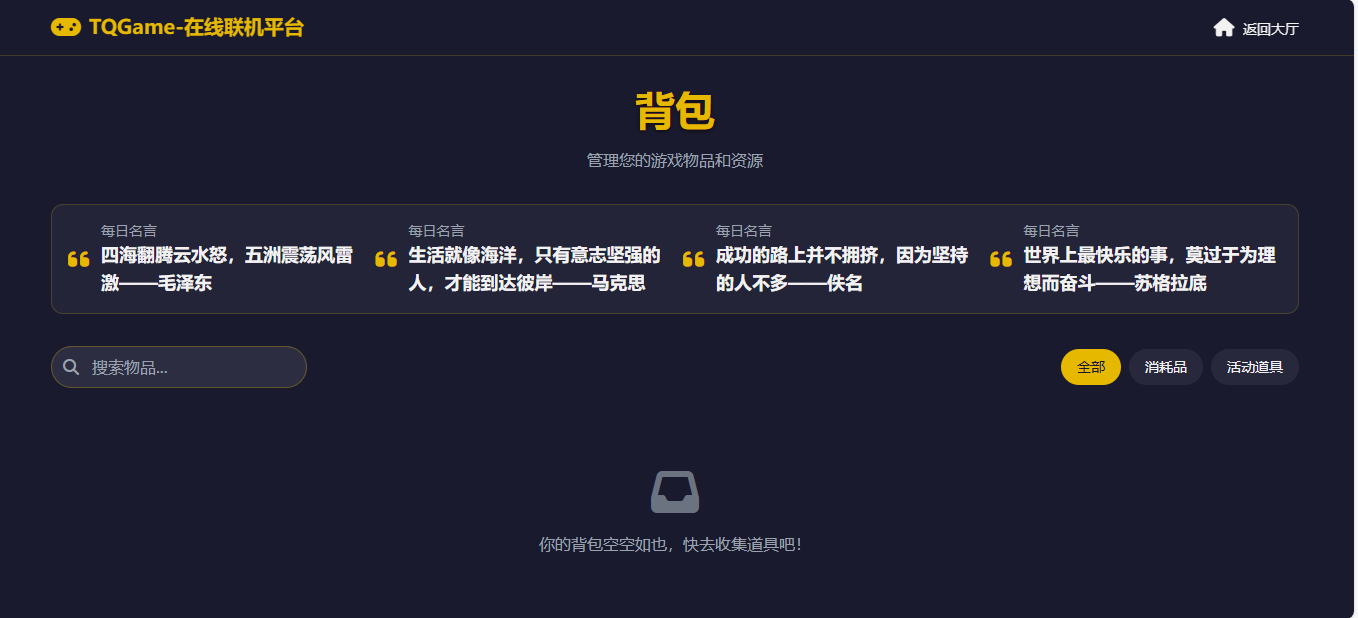 TQGame-在线联机平台
返回大厅
背包
管理您的游戏物品和资源
每日名言
四海翻腾云水怒，五洲震荡风雷
激——毛泽东
每日名言
生活就像海洋，只有意志坚强的
人，才能到达彼岸——马克思
每日名言
成功的路上并不拥挤，因为坚持
的人不多——佚名
每日名言
世界上最快乐的事，莫过于为理
想而奋斗——苏格拉底
搜索物品...
全部
消耗品
活动道具
你的背包空空如也，快去收集道具吧！